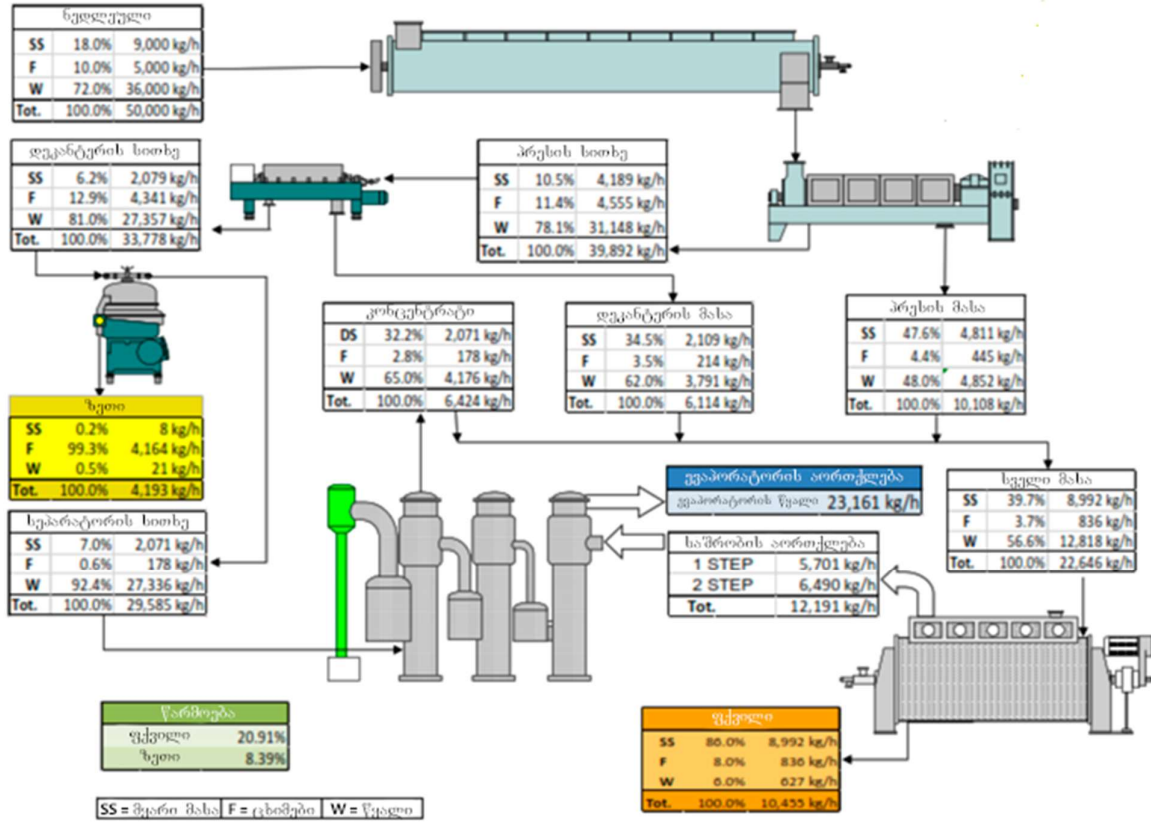 ნედლეული
SS 18.0% 9,000 kg/h
F 10.0% 5,000 kg/h
W 72.0% 36,000 kg/h
Tot. 100.0% 50,000 kg/h
დეკანტერის სითხე
SS 6.2% 2,079 kg/h
F 12.9% 4,341 kg/h
W 81.0% 27,357 kg/h
Tot. 100.0% 33,778 kg/h
პრესის სითხე
SS 10.5% 4,189 kg/h
F 11.4% 4,555 kg/h
W 78.1% 31,148 kg/h
Tot. 100.0% 39,892 kg/h
კონცენტრატი
DS 32.2% 2,071 kg/h
F 2.8% 178 kg/h
W 65.0% 4,176 kg/h
Tot. 100.0% 6,424 kg/h
დეკანტერის მასა
SS 34.5% 2,109 kg/h
F 3.5% 214 kg/h
W 62.0% 3,791 kg/h
Tot. 100.0% 6,114 kg/h
პრესის მასა
SS 47.6% 4,811 kg/h
F 4.4% 445 kg/h
W 48.0% 4,852 kg/h
Tot. 100.0% 10,108 kg/h
ზეთი
SS 0.2% 8 kg/h
F 99.3% 4,164 kg/h
W 0.5% 21 kg/h
Tot. 100.0% 4,193 kg/h
ევაპორატორის აორთქლება
ევაპორატორის წყალი 23,161 kg/h
სველი მასა
SS 39.7% 8,992 kg/h
F 3.7% 836 kg/h
W 56.6% 12,818 kg/h
Tot. 100.0% 22,646 kg/h
სეპარატორის სითხე
SS 7.0% 2,071 kg/h
F 0.6% 178 kg/h
W 92.4% 27,336 kg/h
Tot. 100.0% 29,585 kg/h
საშრობის აორთქლება
1 STEP 5,701 kg/h
2 STEP 6,490 kg/h
Tot. 12,191 kg/h
წარმოება
ფქვილი 20.91%
ზეთი 8.39%
ფქვილი
SS 86.0% 8,992 kg/h
F 8.0% 836 kg/h
W 6.0% 627 kg/h
Tot. 100.0% 10,455 kg/h
SS = მყარი მასა F = ცხიმები W = წყალი